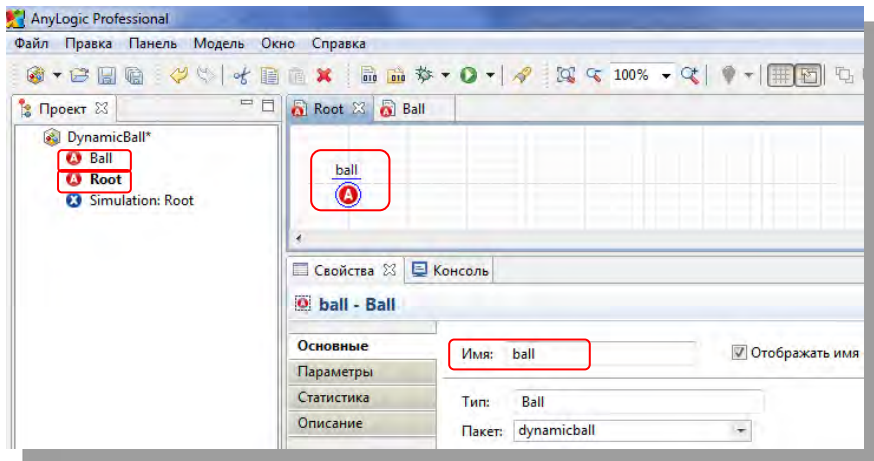 AnyLogic Professional
Файл Правка Панель Модель Окно Справка
100%
Проект
Root Ball
DynamicBall*
Ball
Root
Simulation: Root
ball
A
Свойства Консоль
ball - Ball
Основные
Имя: ball Отображать имя
Параметры
Статистика
Тип: Ball
Описание
Пакет: dynamicball